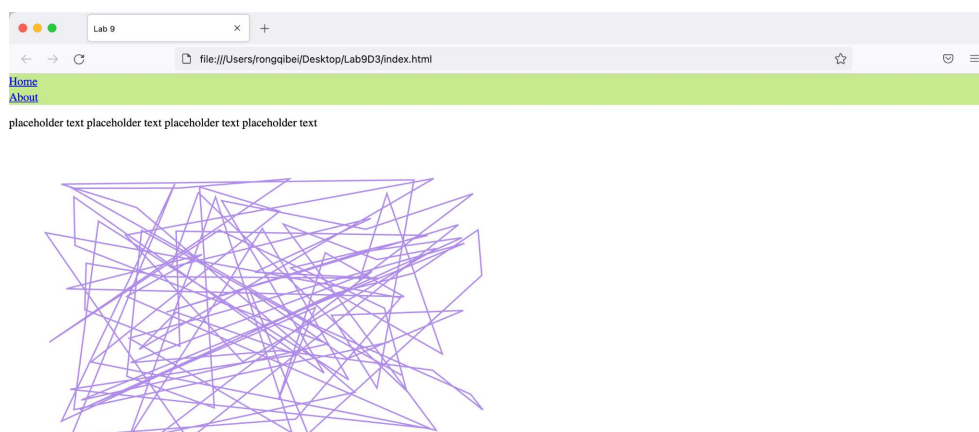 Lab 9
file:///Users/rongqibei/Desktop/Lab9D3/index.html
Home
About
placeholder text placeholder text placeholder text placeholder text